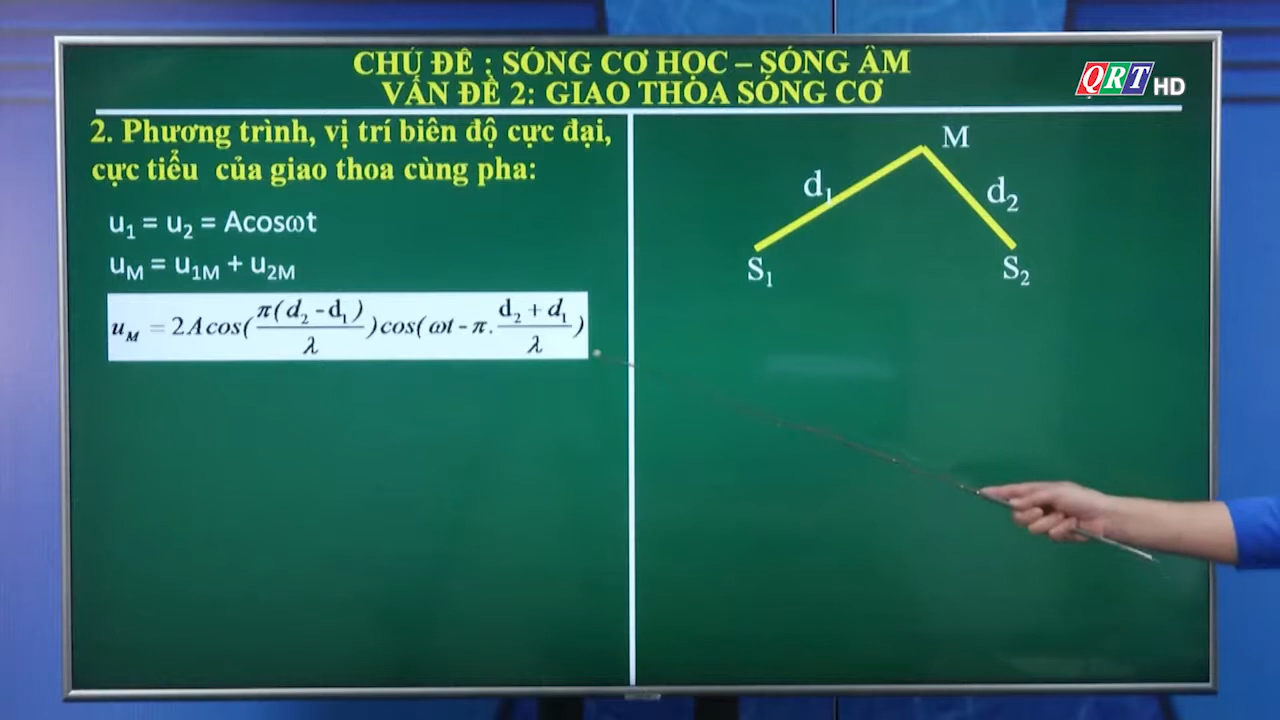 CHỦ ĐỀ : SÓNG CƠ HỌC – SÓNG ÂM
VẤN ĐỀ 2: GIAO THOA SÓNG CƠ
QRT HD
2. Phương trình, vị trí biên độ cực đại,
cực tiểu của giao thoa cùng pha:
u₁ = u₂ = Acosωt
u_M = u₁M + u₂M
u_M = 2Acos(π(d₂ - d₁)/λ)cos(ωt - π.(d₂ + d₁)/λ)
M
d₁
d₂
S₁
S₂